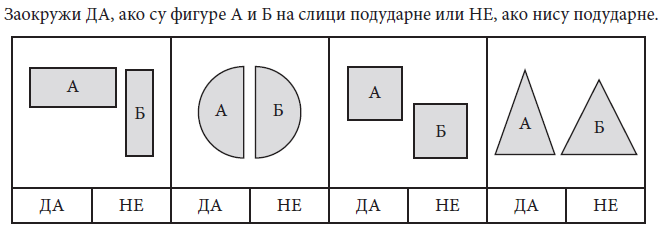 Заокружи ДА, ако су фигуре А и Б на слици подударне или НЕ, ако нису подударне.
А Б А Б А Б А Б
ДА НЕ ДА НЕ ДА НЕ ДА НЕ